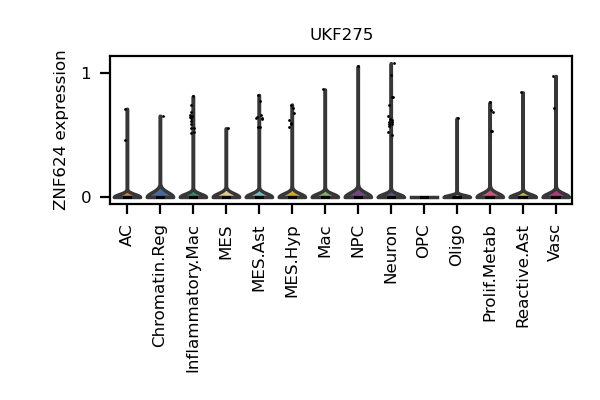 UKF275
ZNF624 expression
1
0
AC
Chromatin.Reg
Inflammatory.Mac
MES
MES.Ast
MES.Hyp
Mac
NPC
Neuron
OPC
Oligo
Prolif.Metab
Reactive.Ast
Vasc